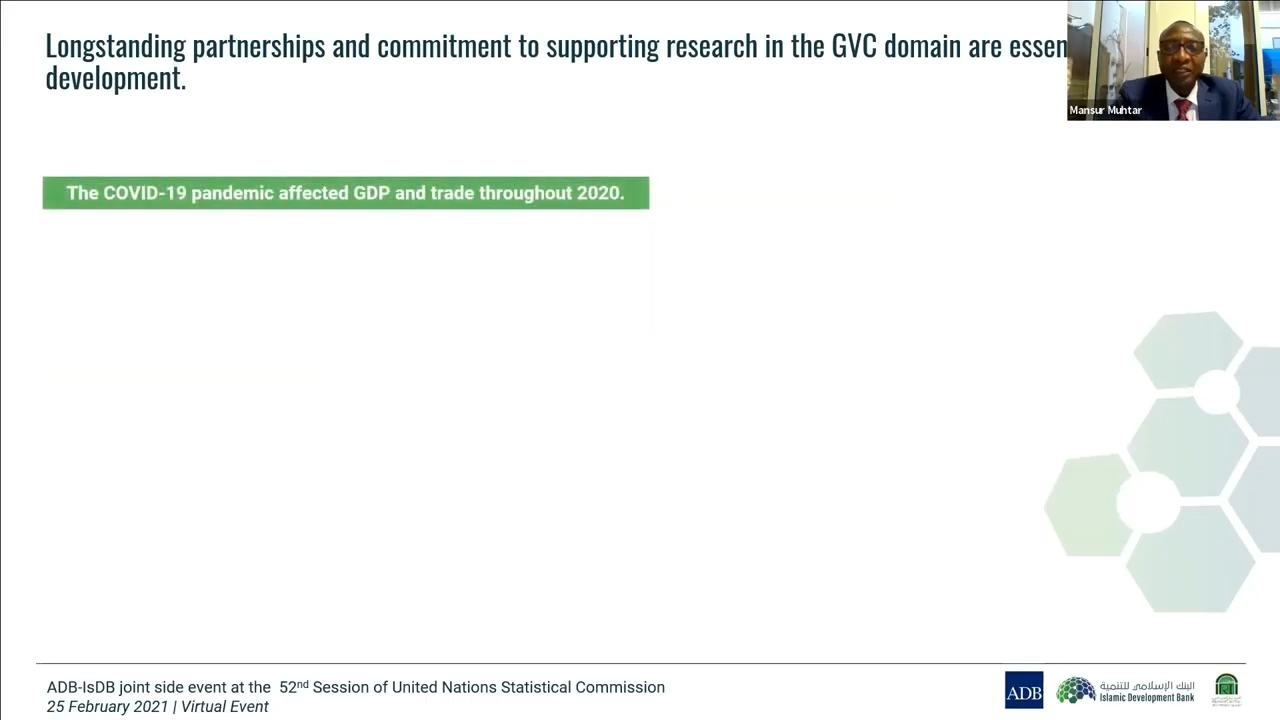 Longstanding partnerships and commitment to supporting research in the GVC domain are essen
development.
Mansur Muhtar
The COVID-19 pandemic affected GDP and trade throughout 2020.
ADB-IsDB joint side event at the 52nd Session of United Nations Statistical Commission
25 February 2021 | Virtual Event
ADB
البنك الإسلامي للتنمية
Islamic Development Bank